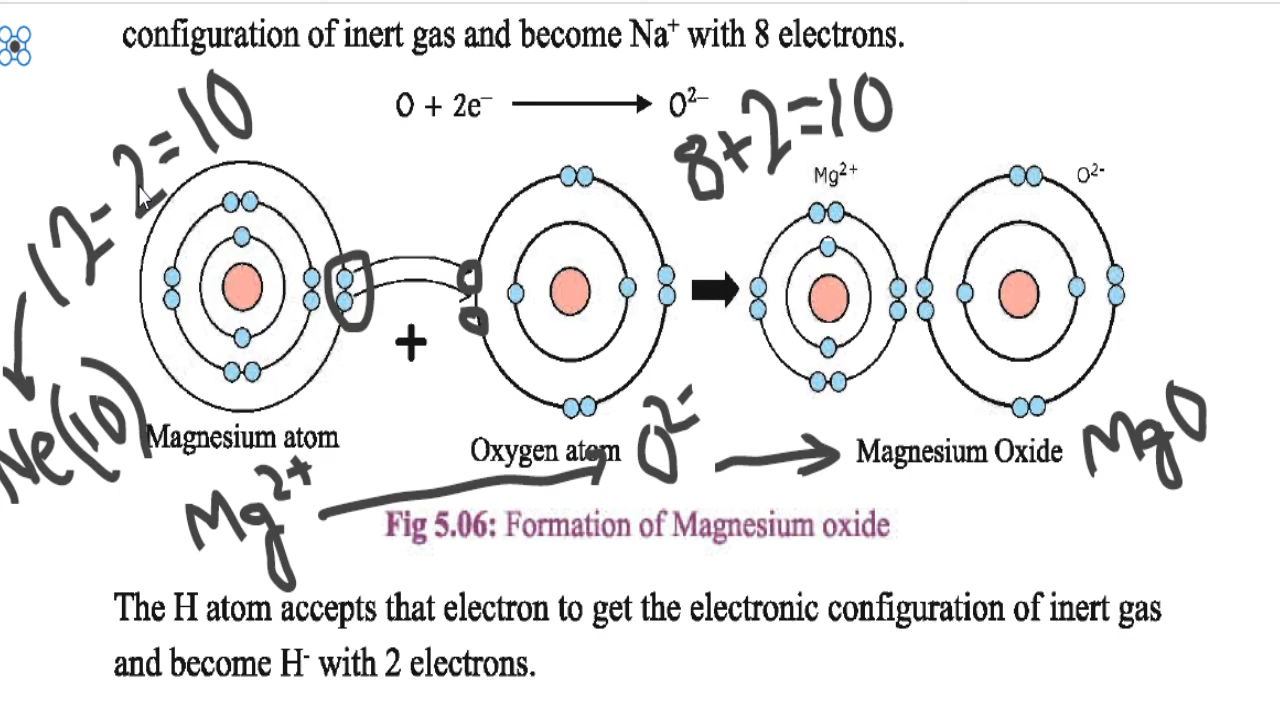 configuration of inert gas and become Na⁺ with 8 electrons.
O + 2e⁻ ⟶ O²⁻
12-2=10
8+2=10
Mg²⁺
O²⁻
+
Ne(10)
Magnesium atom
Oxygen atom
O²⁻
Magnesium Oxide
MgO
Mg²⁺
Fig 5.06: Formation of Magnesium oxide
The H atom accepts that electron to get the electronic configuration of inert gas
and become H⁻ with 2 electrons.